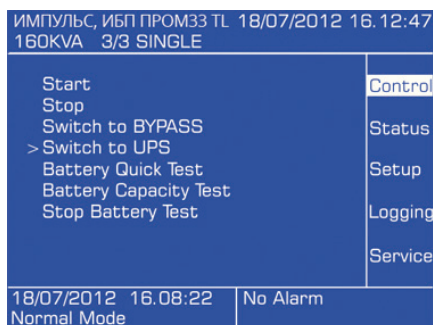 ИМПУЛЬС, ИБП ПРОМ33 TL 18/07/2012 16.12:47
160KVA 3/3 SINGLE
Start
Stop
Switch to BYPASS
> Switch to UPS
Battery Quick Test
Battery Capacity Test
Stop Battery Test
Control
Status
Setup
Logging
Service
18/07/2012 16.08:22 No Alarm
Normal Mode